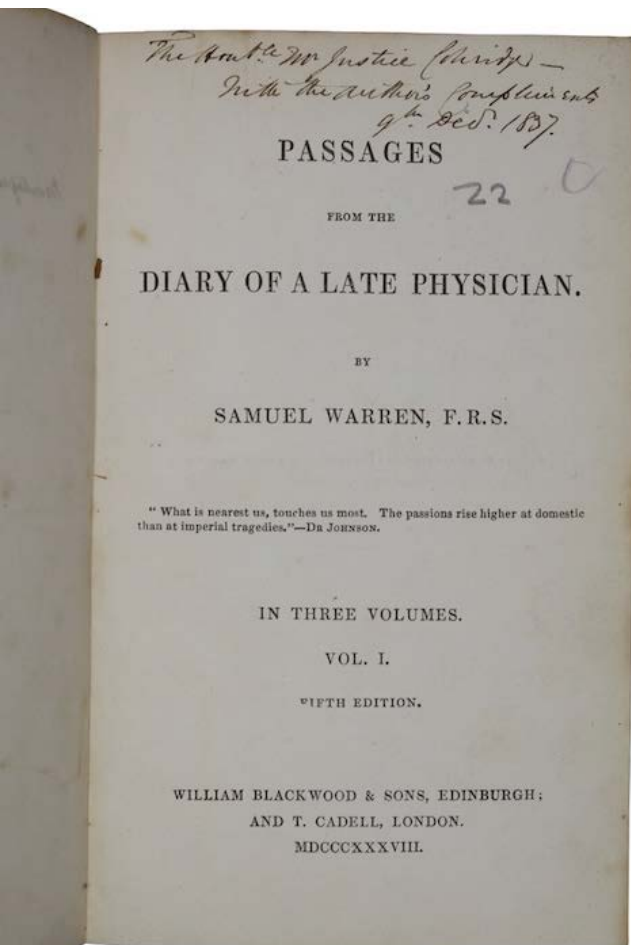 The Honble Mr Justice Coleridge —
With the Author's Compliments
9th Decr. 1837.
PASSAGES
22
FROM THE
DIARY OF A LATE PHYSICIAN.
BY
SAMUEL WARREN, F.R.S.
“ What is nearest us, touches us most. The passions rise higher at domestic
than at imperial tragedies.”—DR JOHNSON.
IN THREE VOLUMES.
VOL. I.
FIFTH EDITION.
WILLIAM BLACKWOOD & SONS, EDINBURGH;
AND T. CADELL, LONDON.
MDCCCXXXVIII.